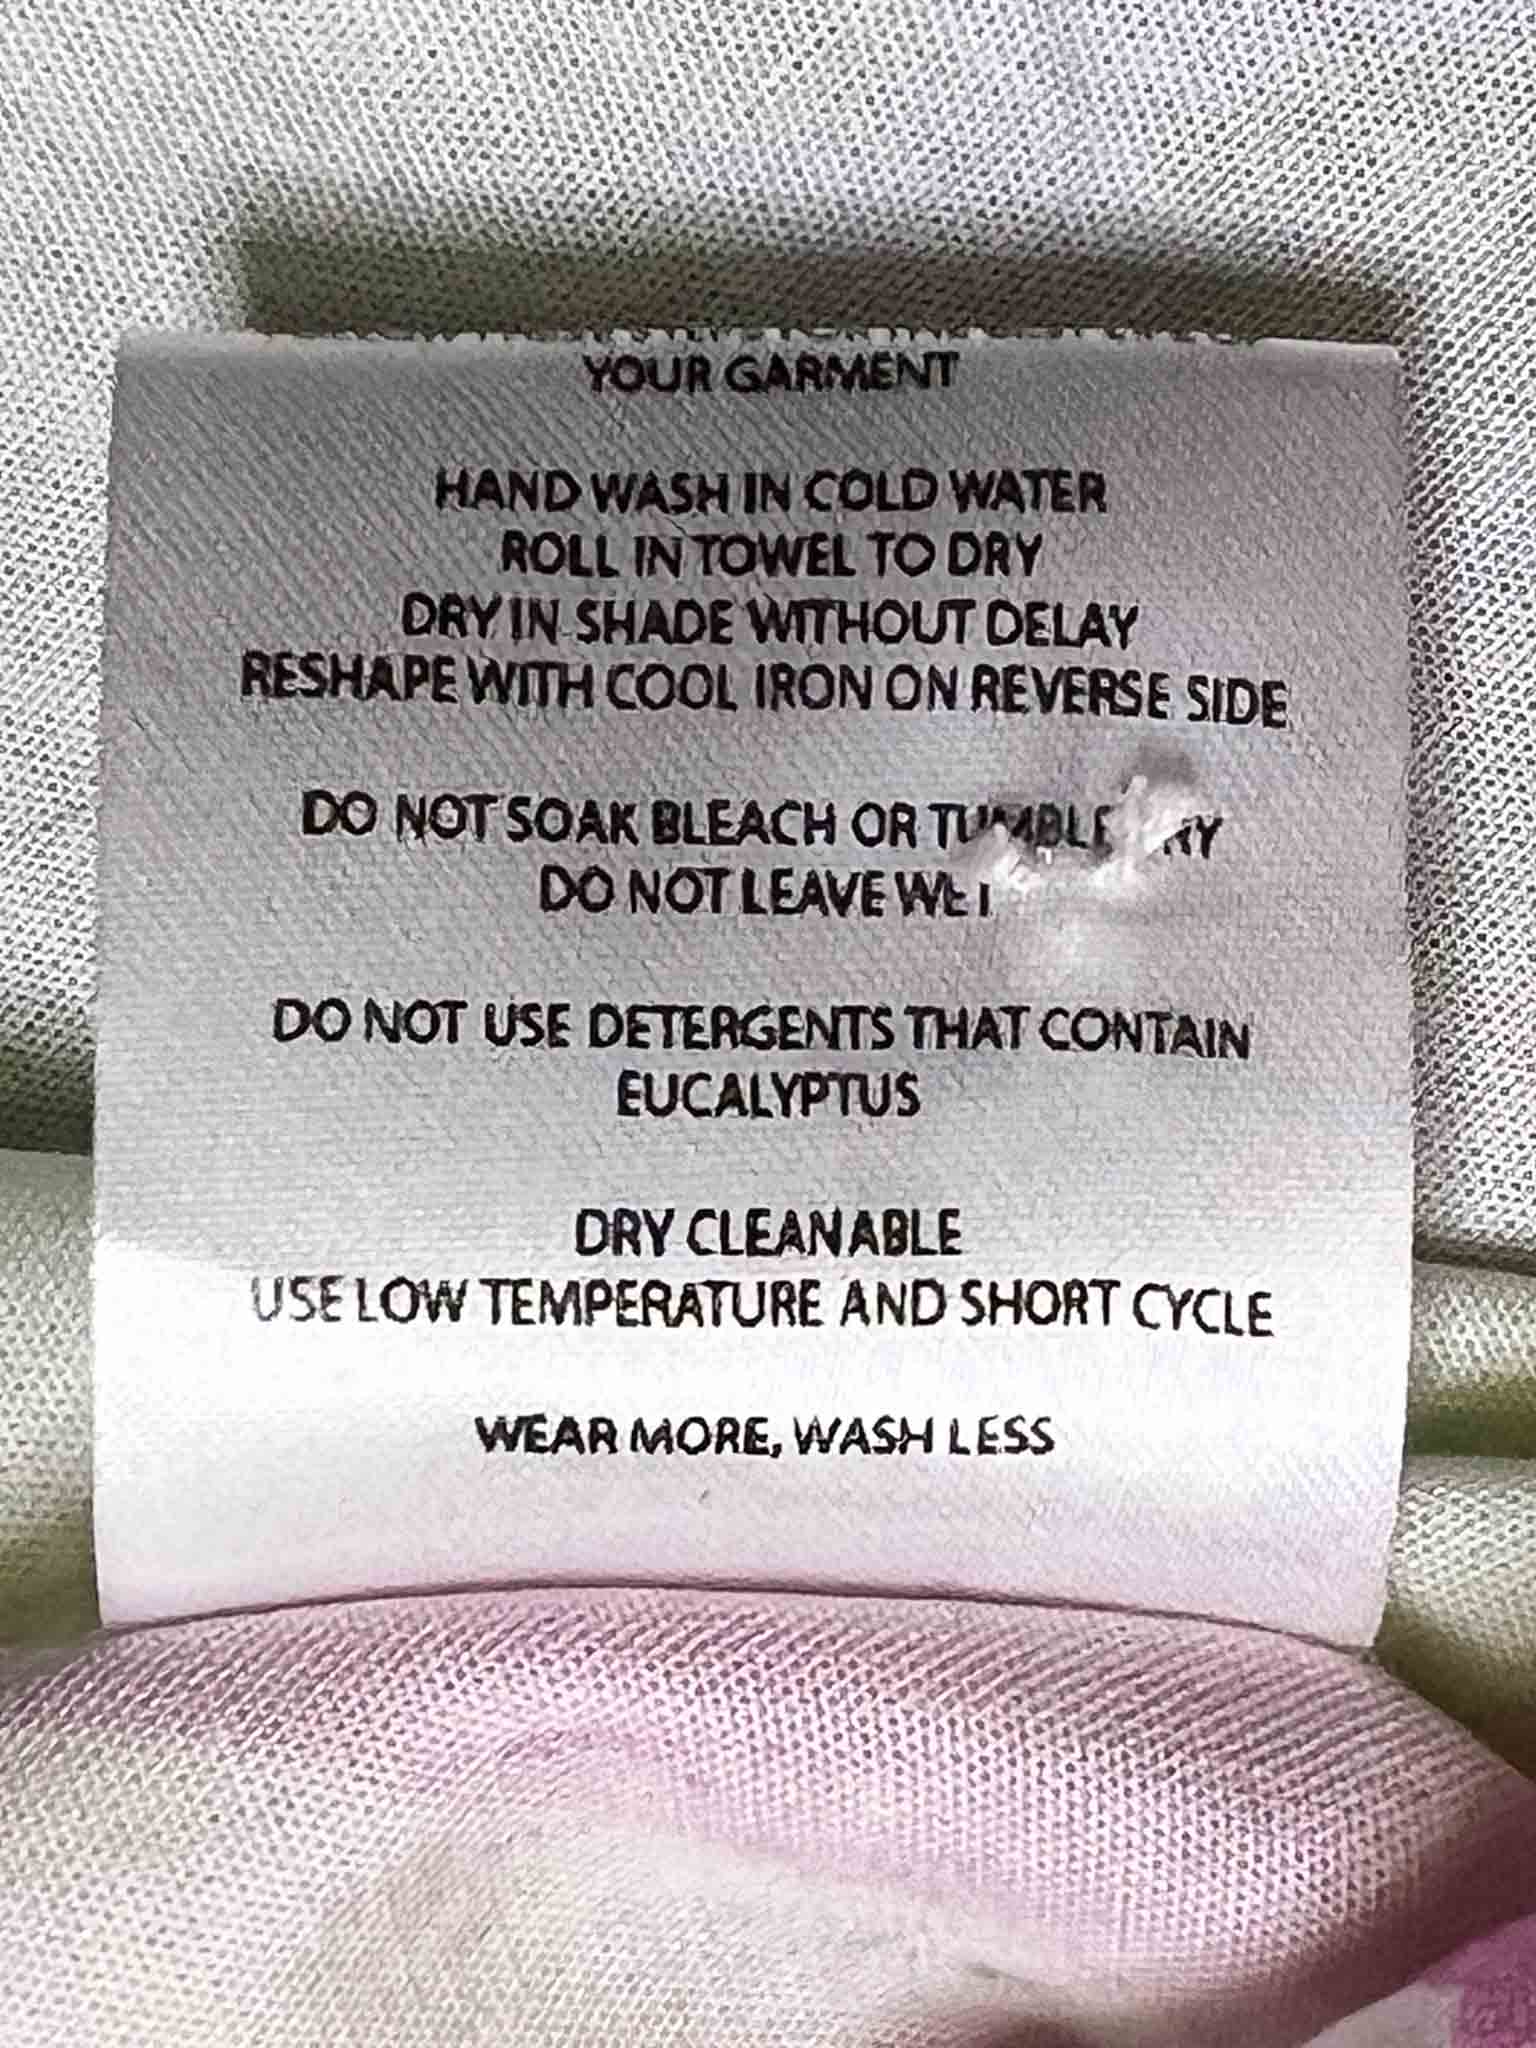 YOUR GARMENT
HAND WASH IN COLD WATER
ROLL IN TOWEL TO DRY
DRY IN SHADE WITHOUT DELAY
RESHAPE WITH COOL IRON ON REVERSE SIDE
DO NOT SOAK BLEACH OR TUMBLE
DO NOT LEAVE WET
DO NOT USE DETERGENTS THAT CONTAIN
EUCALYPTUS
DRY CLEANABLE
USE LOW TEMPERATURE AND SHORT CYCLE
WEAR MORE, WASH LESS